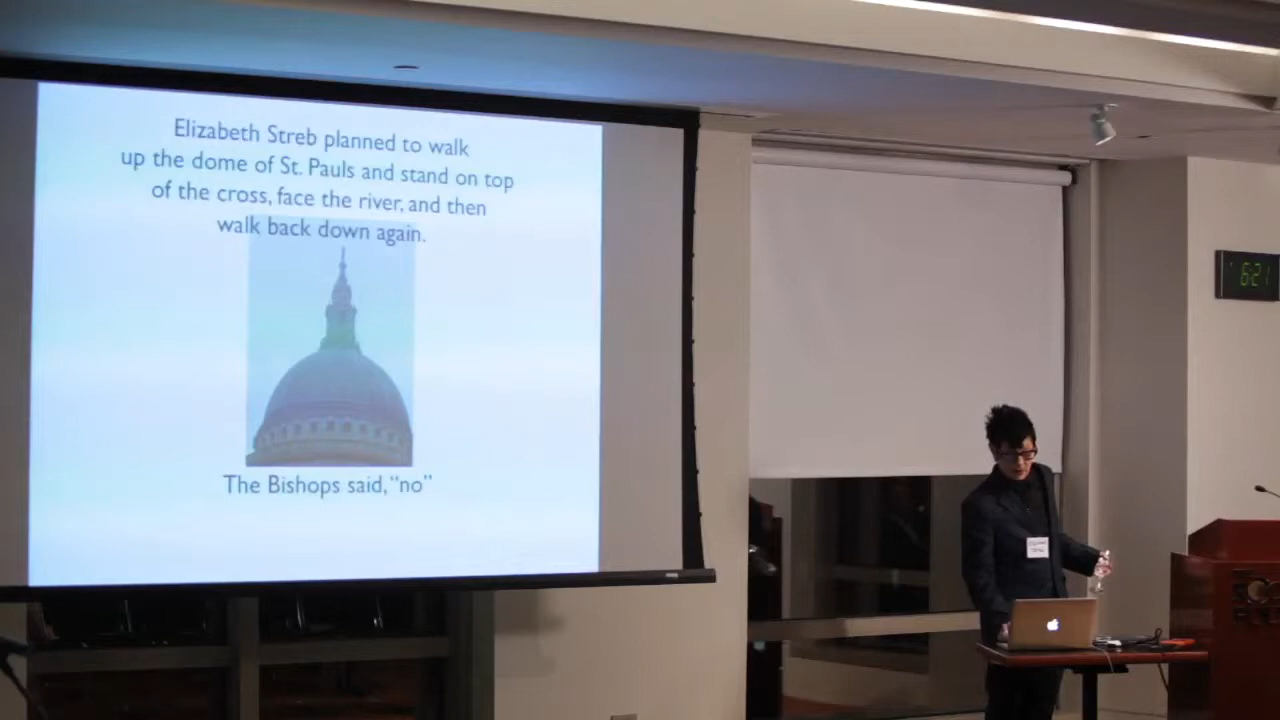 Elizabeth Streb planned to walk
up the dome of St. Pauls and stand on top
of the cross, face the river, and then
walk back down again.
The Bishops said, "no"
6:21